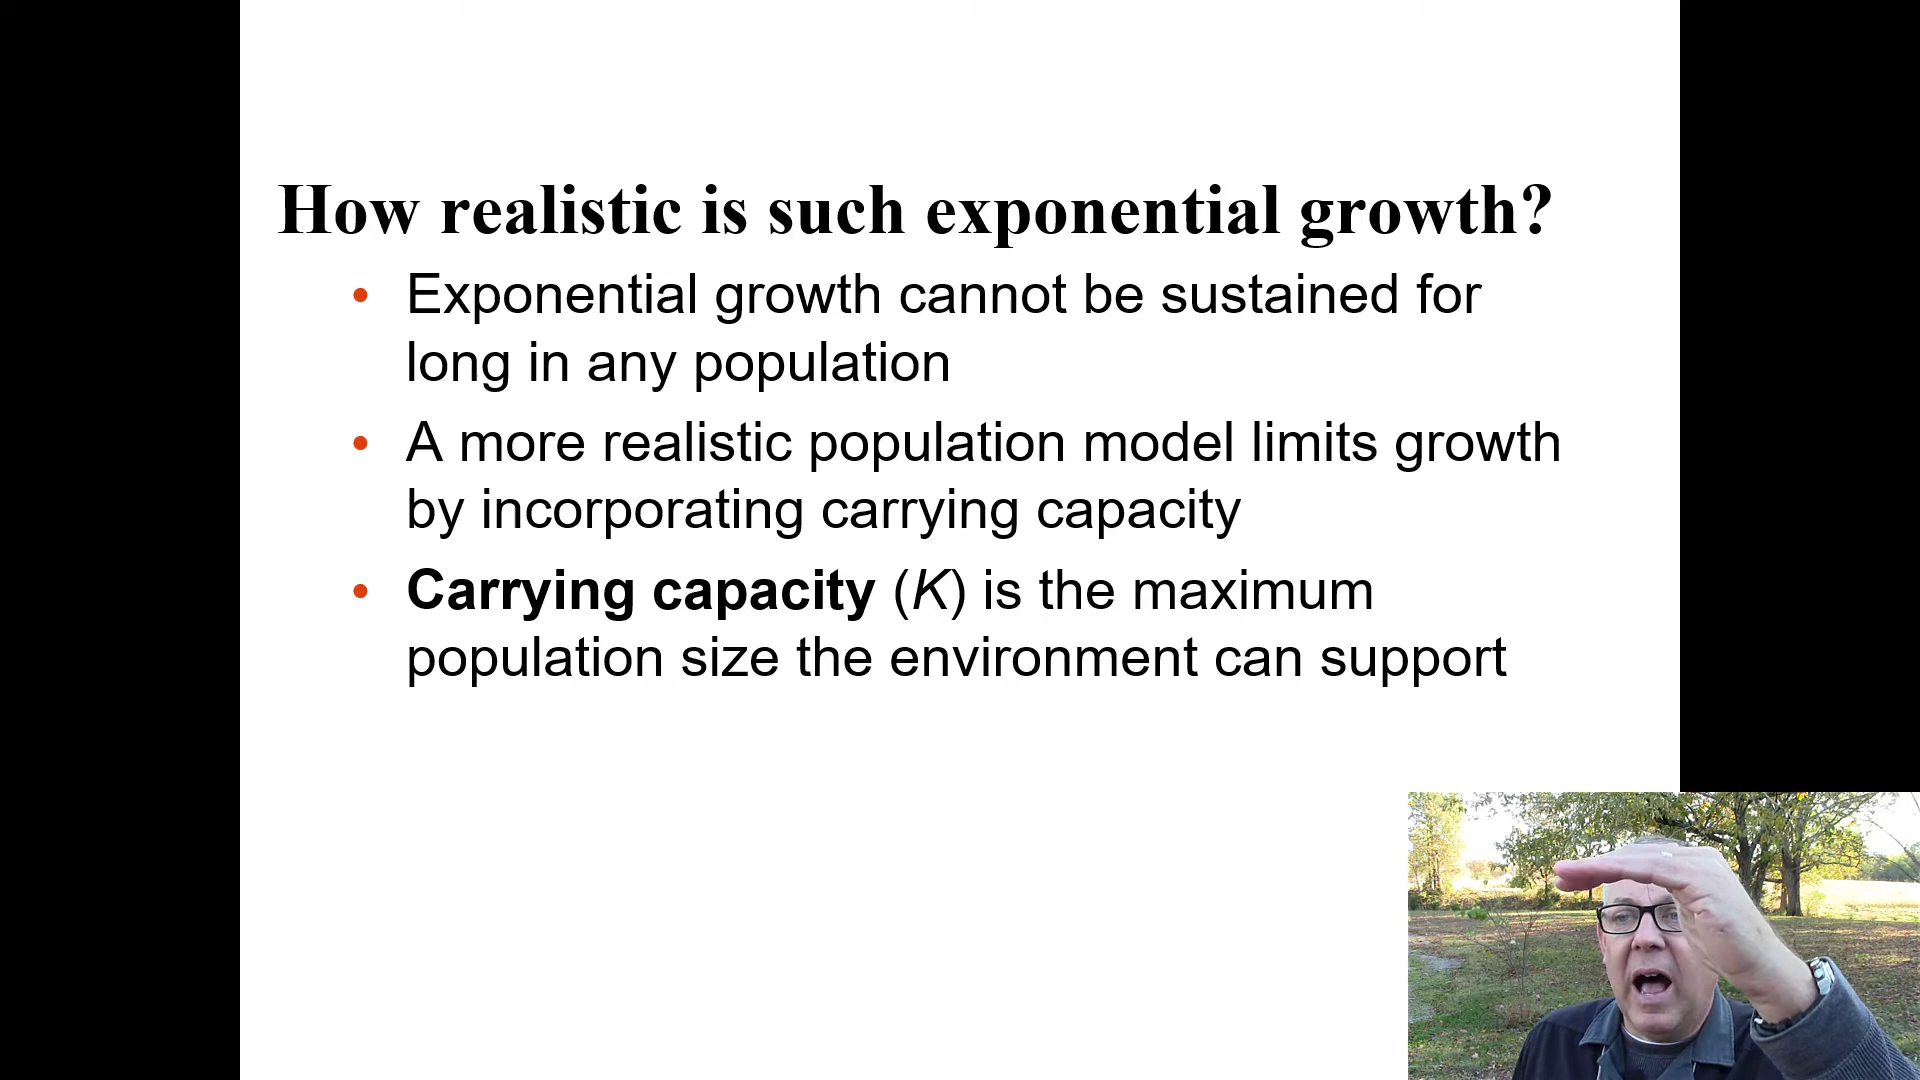 How realistic is such exponential growth?
• Exponential growth cannot be sustained for
long in any population
• A more realistic population model limits growth
by incorporating carrying capacity
• Carrying capacity (K) is the maximum
population size the environment can support